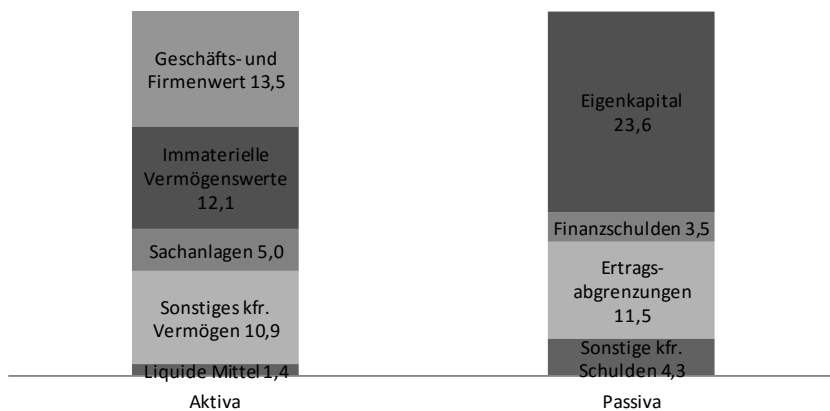 Geschäfts- und
Firmenwert 13,5
Immaterielle
Vermögenswerte
12,1
Sachanlagen 5,0
Sonstiges kfr.
Vermögen 10,9
Liquide Mittel 1,4
Aktiva
Eigenkapital
23,6
Finanzschulden 3,5
Ertrags-
abgrenzungen
11,5
Sonstige kfr.
Schulden 4,3
Passiva